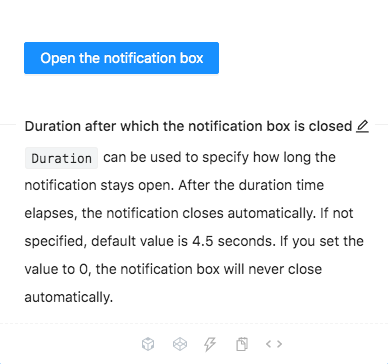 Open the notification box
Duration after which the notification box is closed
Duration can be used to specify how long the
notification stays open. After the duration time
elapses, the notification closes automatically. If not
specified, default value is 4.5 seconds. If you set the
value to 0, the notification box will never close
automatically.